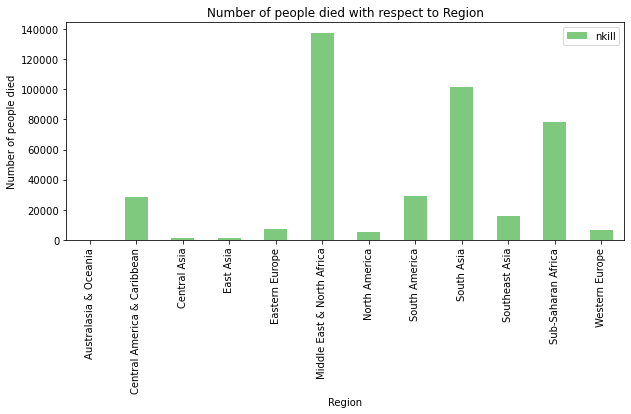 Number of people died with respect to Region
nkill
Number of people died
140000
120000
100000
80000
60000
40000
20000
0
Australasia & Oceania
Central America & Caribbean
Central Asia
East Asia
Eastern Europe
Middle East & North Africa
North America
South America
South Asia
Southeast Asia
Sub-Saharan Africa
Western Europe
Region